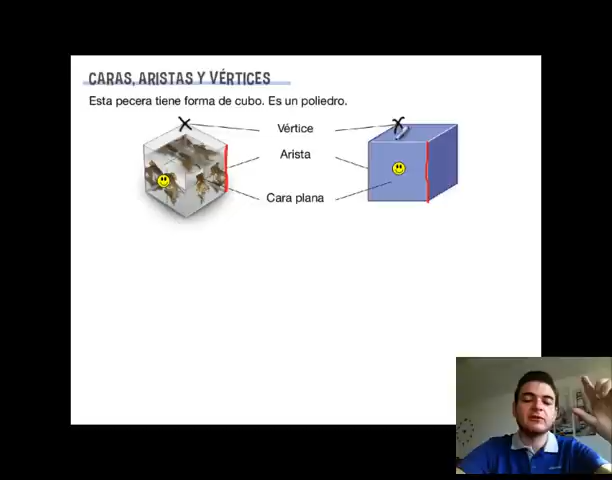 CARAS, ARISTAS Y VÉRTICES
Esta pecera tiene forma de cubo. Es un poliedro.
Vértice
Arista
Cara plana